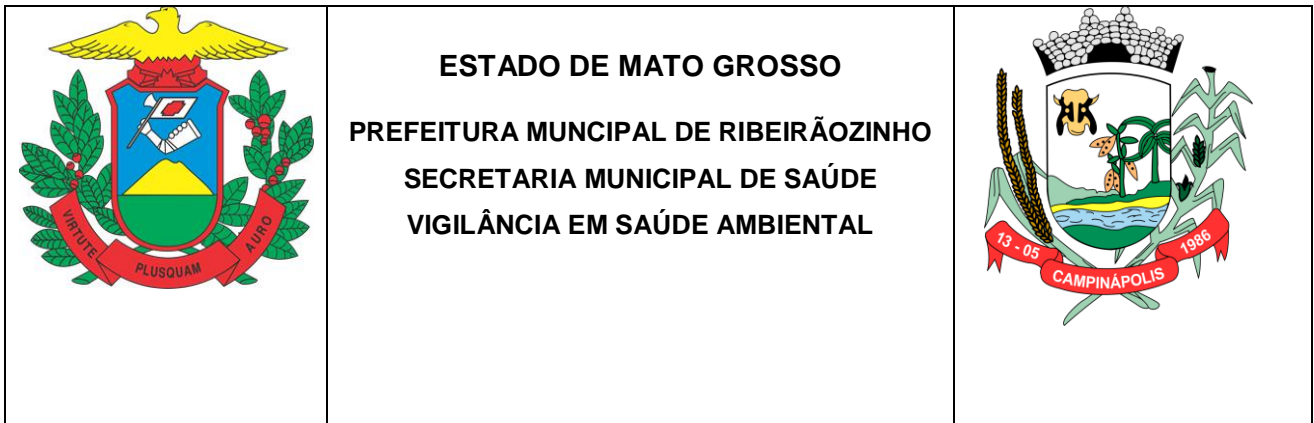 VIRTUTE PLUSQUAM AURO
ESTADO DE MATO GROSSO
PREFEITURA MUNCIPAL DE RIBEIRÃOZINHO
SECRETARIA MUNICIPAL DE SAÚDE
VIGILÂNCIA EM SAÚDE AMBIENTAL
13 - 05 CAMPINÁPOLIS 1986